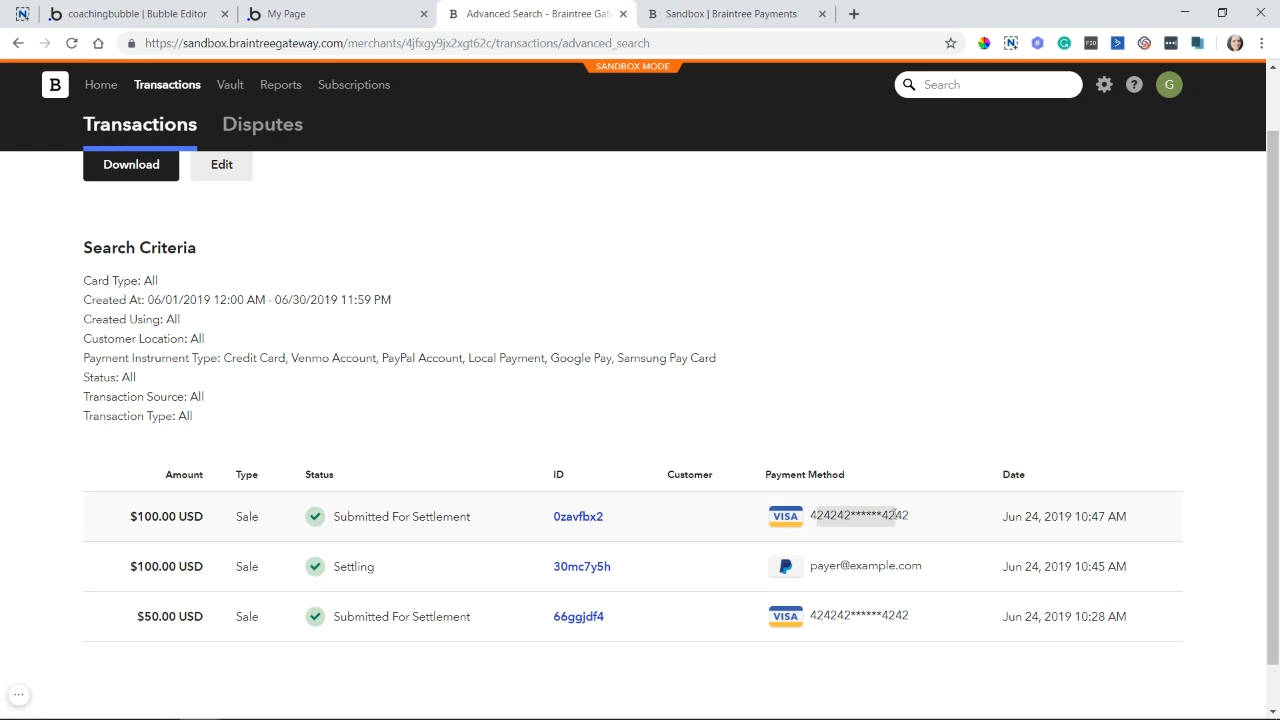 coachingbubble | Bubble Editor
My Page
B Advanced Search - Braintree Gat
B Sandbox | Braintree Payments
https://sandbox.braintreegateway.com/merchants/4jfxgy9jx2xgt62c/transactions/advanced_search
SANDBOX MODE
B Home Transactions Vault Reports Subscriptions
Search
G
Transactions Disputes
Download Edit
Search Criteria
Card Type: All
Created At: 06/01/2019 12:00 AM - 06/30/2019 11:59 PM
Created Using: All
Customer Location: All
Payment Instrument Type: Credit Card, Venmo Account, PayPal Account, Local Payment, Google Pay, Samsung Pay Card
Status: All
Transaction Source: All
Transaction Type: All
Amount Type Status ID Customer Payment Method Date
$100.00 USD Sale Submitted For Settlement 0zavfbx2 VISA 424242******4242 Jun 24, 2019 10:47 AM
$100.00 USD Sale Settling 30mc7y5h payer@example.com Jun 24, 2019 10:45 AM
$50.00 USD Sale Submitted For Settlement 66ggjdf4 VISA 424242******4242 Jun 24, 2019 10:28 AM